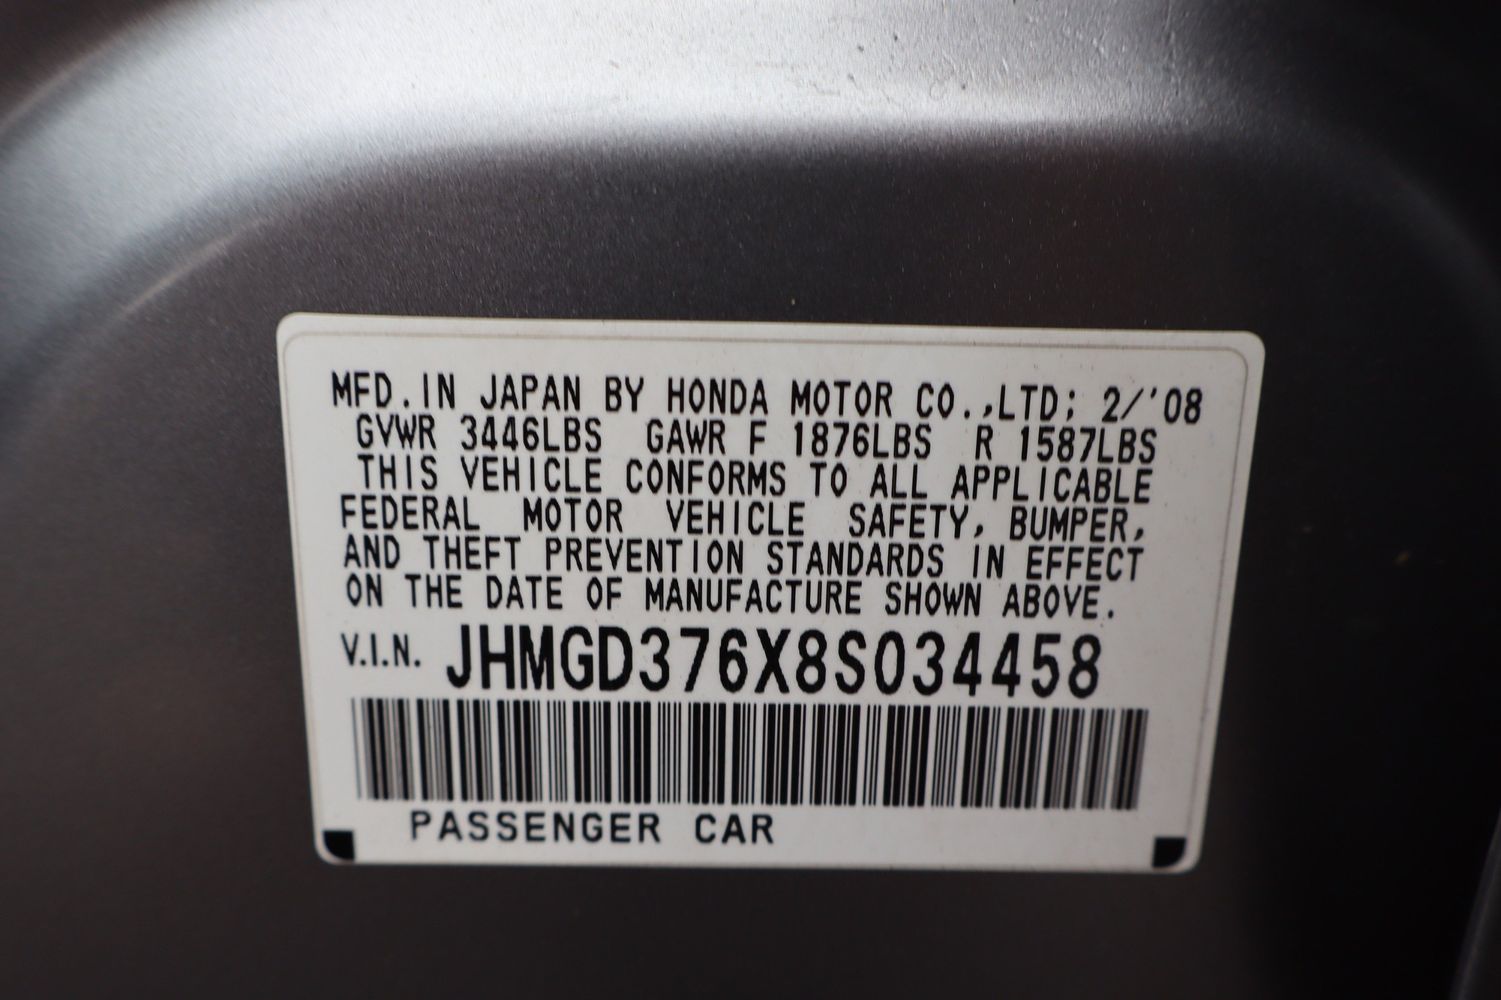 MFD.IN JAPAN BY HONDA MOTOR CO.,LTD; 2/'08
GVWR 3446LBS GAWR F 1876LBS R 1587LBS
THIS VEHICLE CONFORMS TO ALL APPLICABLE
FEDERAL MOTOR VEHICLE SAFETY, BUMPER,
AND THEFT PREVENTION STANDARDS IN EFFECT
ON THE DATE OF MANUFACTURE SHOWN ABOVE.
V.I.N. JHMGD376X8S034458
PASSENGER CAR